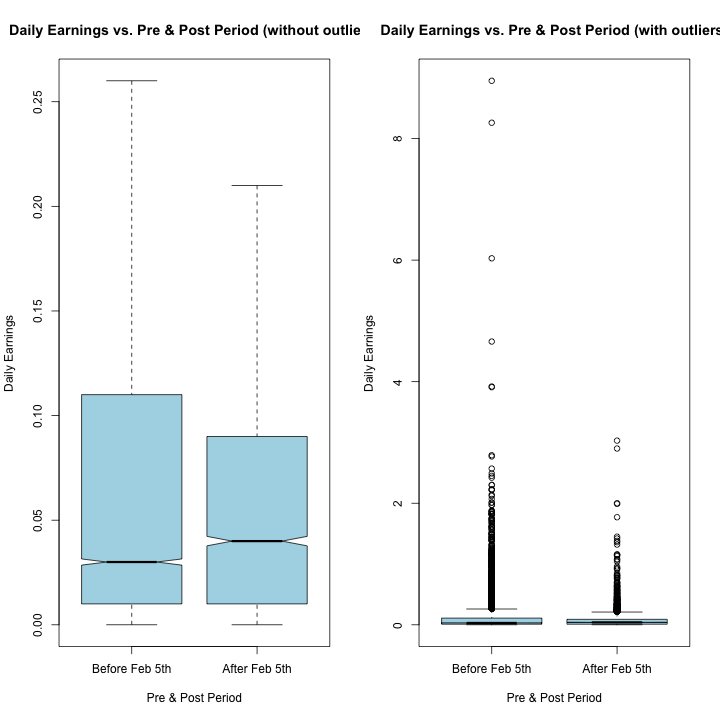 Daily Earnings vs. Pre & Post Period (without outlie
Daily Earnings
0.25
0.20
0.15
0.10
0.05
0.00
Before Feb 5th After Feb 5th
Pre & Post Period
Daily Earnings vs. Pre & Post Period (with outliers
Daily Earnings
8
6
4
2
0
Before Feb 5th After Feb 5th
Pre & Post Period